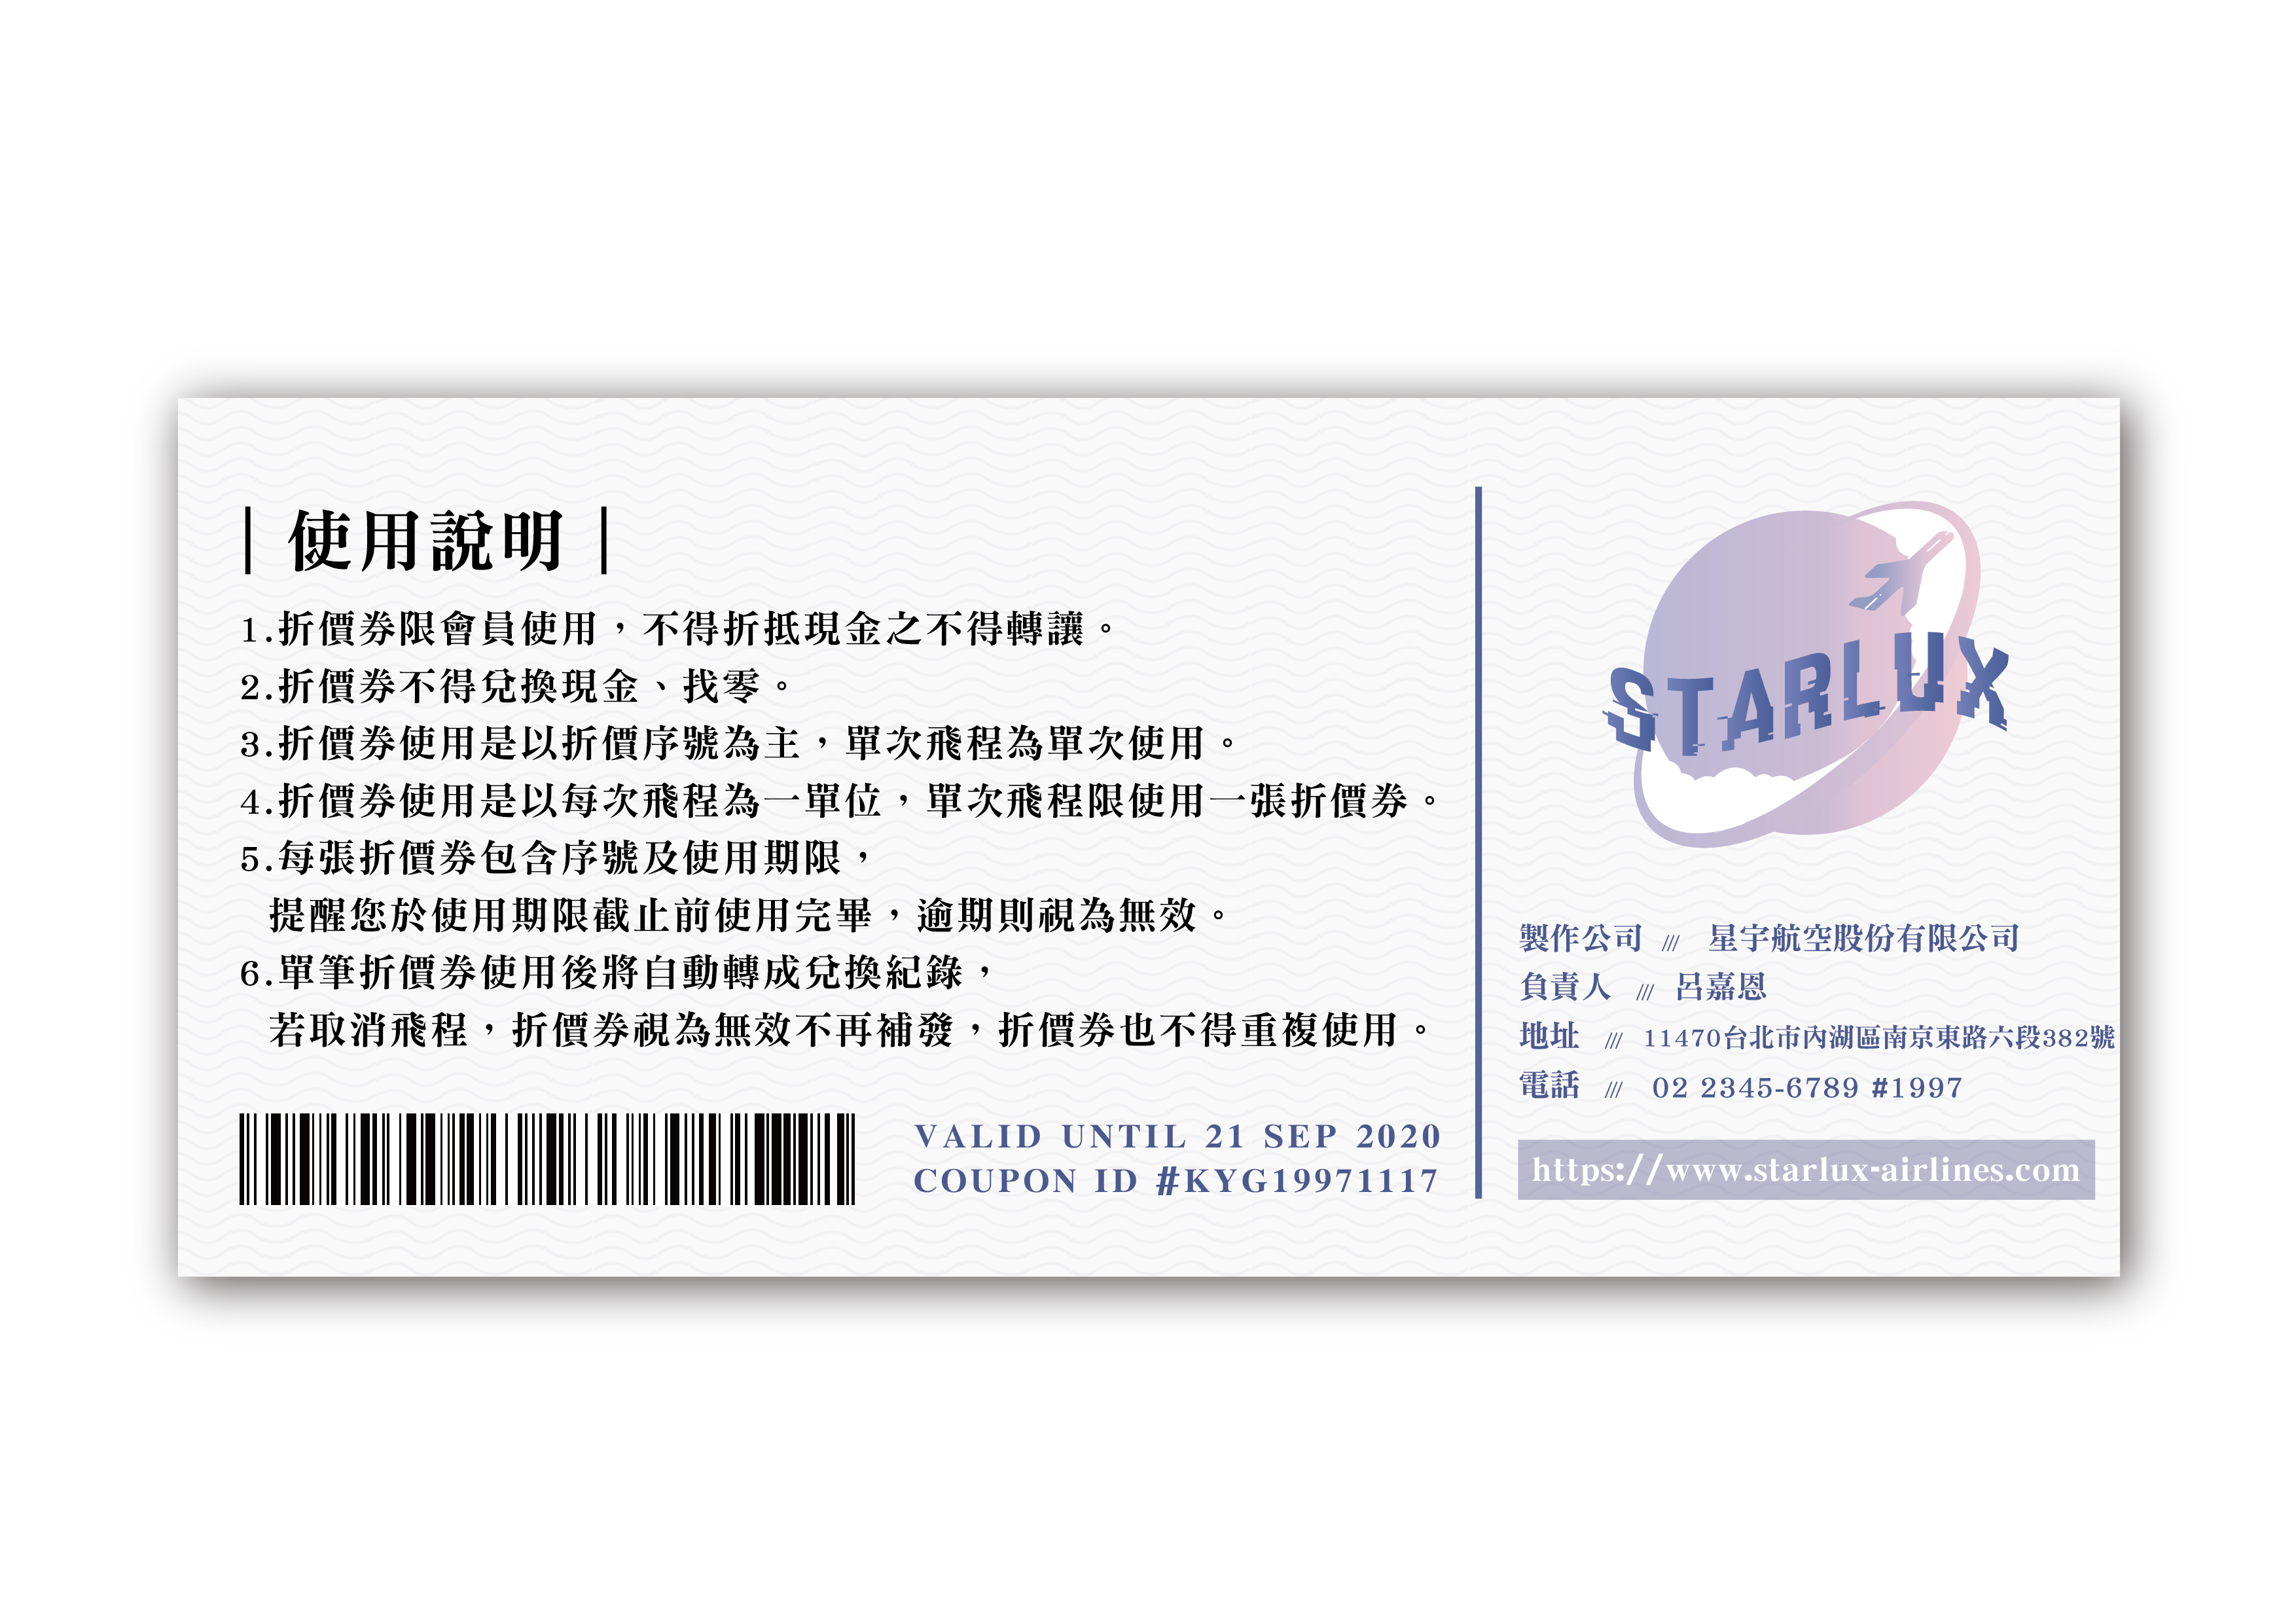 ｜使用說明｜
1.折價券限會員使用，不得折抵現金之不得轉讓。
2.折價券不得兌換現金、找零。
3.折價券使用是以折價序號為主，單次飛程為單次使用。
4.折價券使用是以每次飛程為一單位，單次飛程限使用一張折價券。
5.每張折價券包含序號及使用期限，
提醒您於使用期限截止前使用完畢，逾期則視為無效。
6.單筆折價券使用後將自動轉成兌換紀錄，
若取消飛程，折價券視為無效不再補發，折價券也不得重複使用。
VALID UNTIL 21 SEP 2020
COUPON ID #KYG19971117
STARLUX
製作公司 /// 星宇航空股份有限公司
負責人 /// 呂嘉恩
地址 /// 11470台北市內湖區南京東路六段382號
電話 /// 02 2345-6789 #1997
https://www.starlux-airlines.com